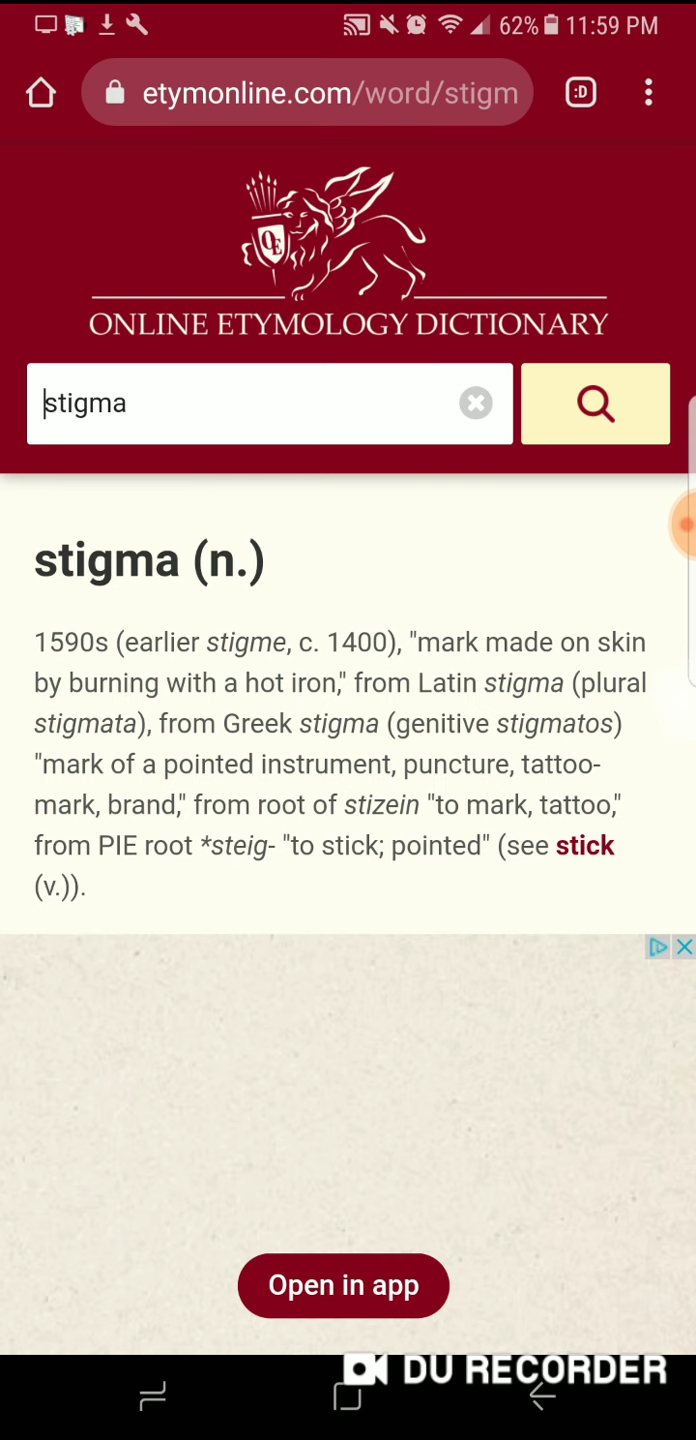 62% 11:59 PM
etymonline.com/word/stigm
:D
OE
ONLINE ETYMOLOGY DICTIONARY
stigma
stigma (n.)
1590s (earlier stigme, c. 1400), "mark made on skin
by burning with a hot iron," from Latin stigma (plural
stigmata), from Greek stigma (genitive stigmatos)
"mark of a pointed instrument, puncture, tattoo-
mark, brand," from root of stizein "to mark, tattoo,"
from PIE root *steig- "to stick; pointed" (see stick
(v.)).
Open in app
DU RECORDER